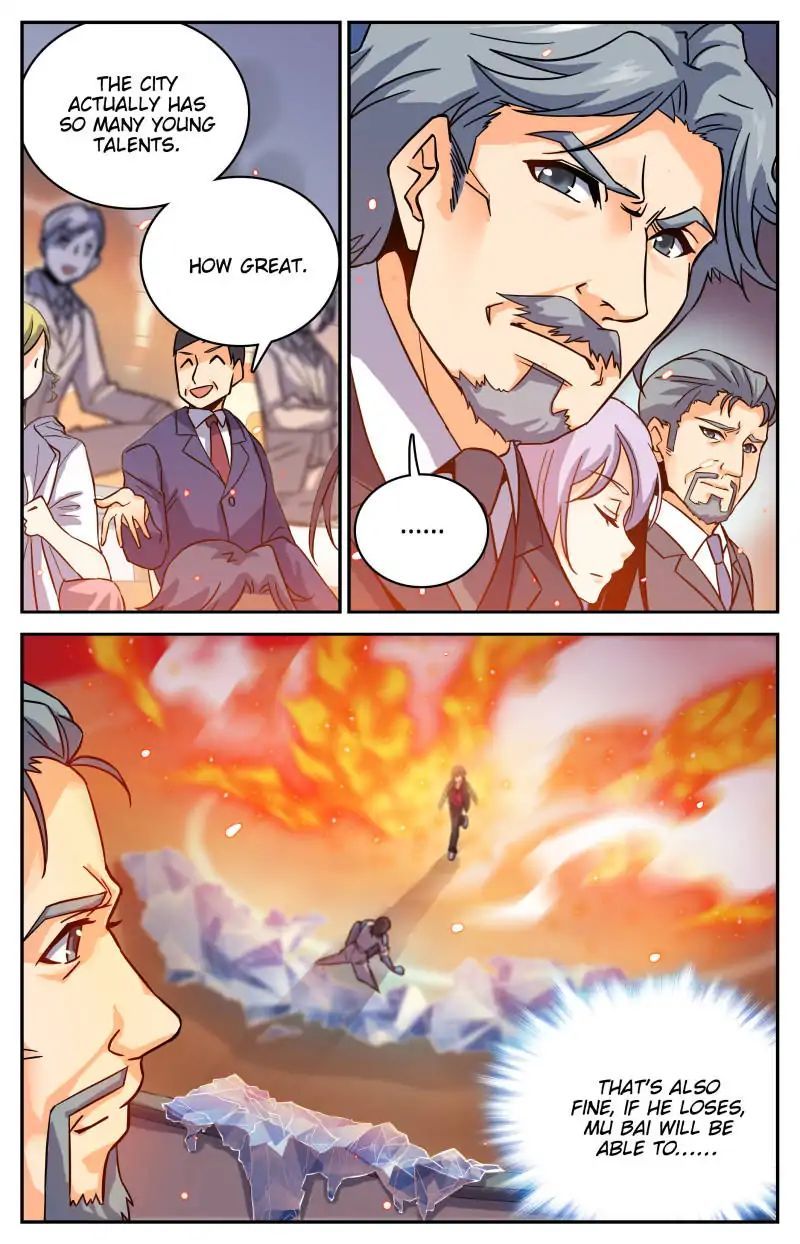 THE CITY
ACTUALLY HAS
SO MANY YOUNG
TALENTS.
HOW GREAT.
......
THAT'S ALSO
FINE, IF HE LOSES,
MU BAI WILL BE
ABLE TO......